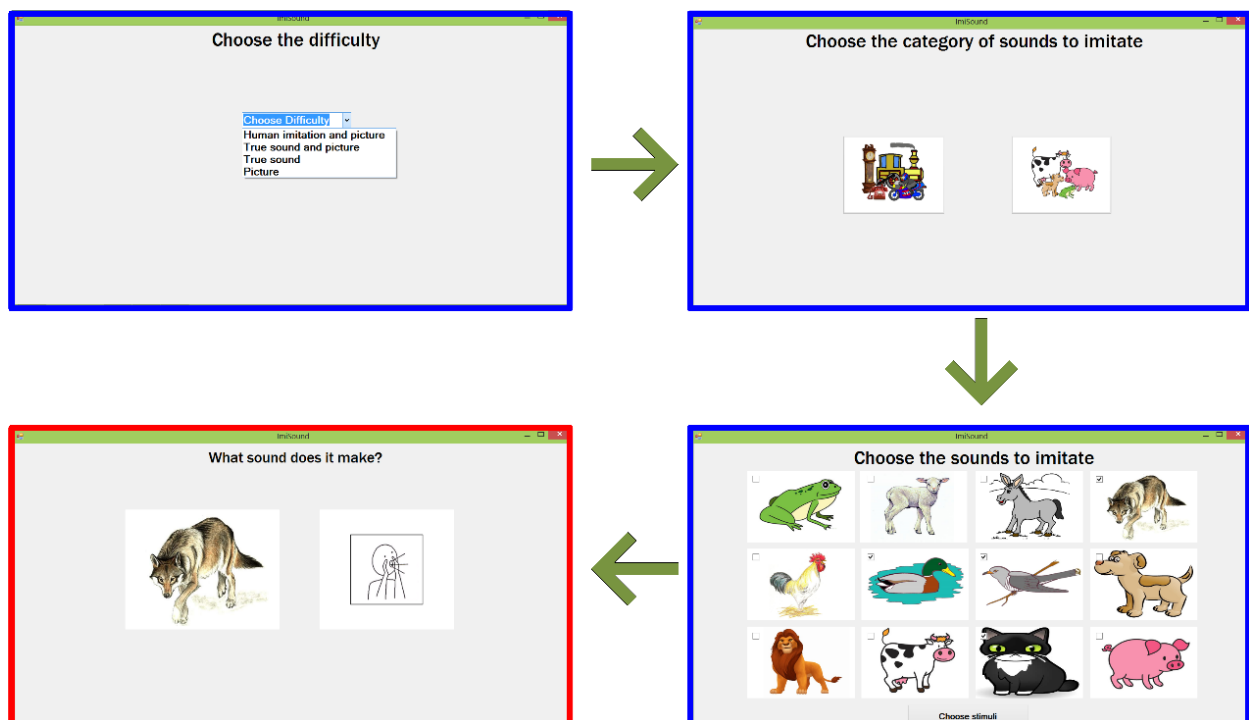 ImiSound
Choose the difficulty
Choose Difficulty
Human imitation and picture
True sound and picture
True sound
Picture
ImiSound
Choose the category of sounds to imitate
ImiSound
What sound does it make?
ImiSound
Choose the sounds to imitate
Choose stimuli